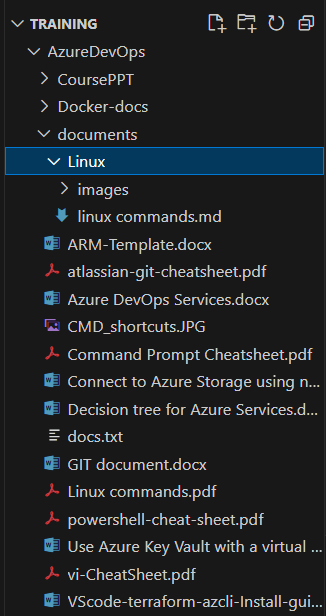 TRAINING
AzureDevOps
CoursePPT
Docker-docs
documents
Linux
images
linux commands.md
ARM-Template.docx
atlassian-git-cheatsheet.pdf
Azure DevOps Services.docx
CMD_shortcuts.JPG
Command Prompt Cheatsheet.pdf
Connect to Azure Storage using n...
Decision tree for Azure Services.d...
docs.txt
GIT document.docx
Linux commands.pdf
powershell-cheat-sheet.pdf
Use Azure Key Vault with a virtual ...
vi-CheatSheet.pdf
VScode-terraform-azcli-Install-gui...